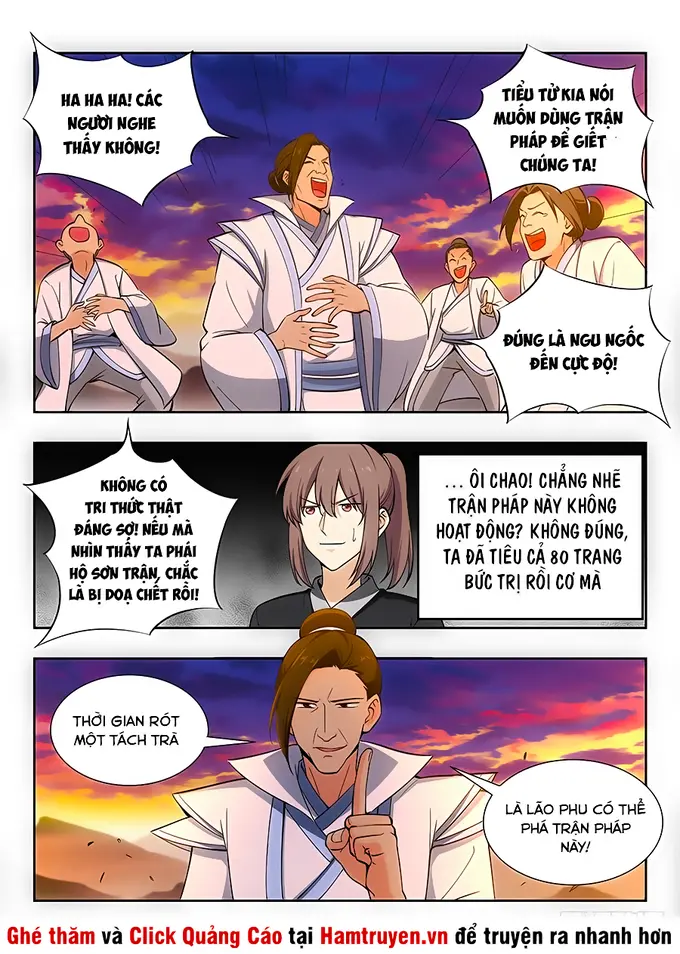 HA HA HA! CÁC
NGƯƠI NGHE
THẤY KHÔNG!
TIỂU TỬ KIA NÓI
MUỐN DÙNG TRẬN
PHÁP ĐỂ GIẾT
CHÚNG TA!
ĐÚNG LÀ NGU NGỐC
ĐẾN CỰC ĐỘ!
KHÔNG CÓ
TRI THỨC THẬT
ĐÁNG SỢ! NẾU MÀ
NHÌN THẤY TA PHÁI
HỘ SƠN TRẬN, CHẮC
LÀ BỊ DOẠ CHẾT RỒI!
... ÔI CHAO! CHẲNG NHẼ
TRẬN PHÁP NÀY KHÔNG
HOẠT ĐỘNG? KHÔNG ĐÚNG,
TA ĐÃ TIÊU CẢ 80 TRANG
BỨC TRỊ RỒI CƠ MÀ
THỜI GIAN RÓT
MỘT TÁCH TRÀ
LÀ LÃO PHU CÓ THỂ
PHÁ TRẬN PHÁP
NÀY!
Ghé thăm và Click Quảng Cáo tại Hamtruyen.vn để truyện ra nhanh hơn